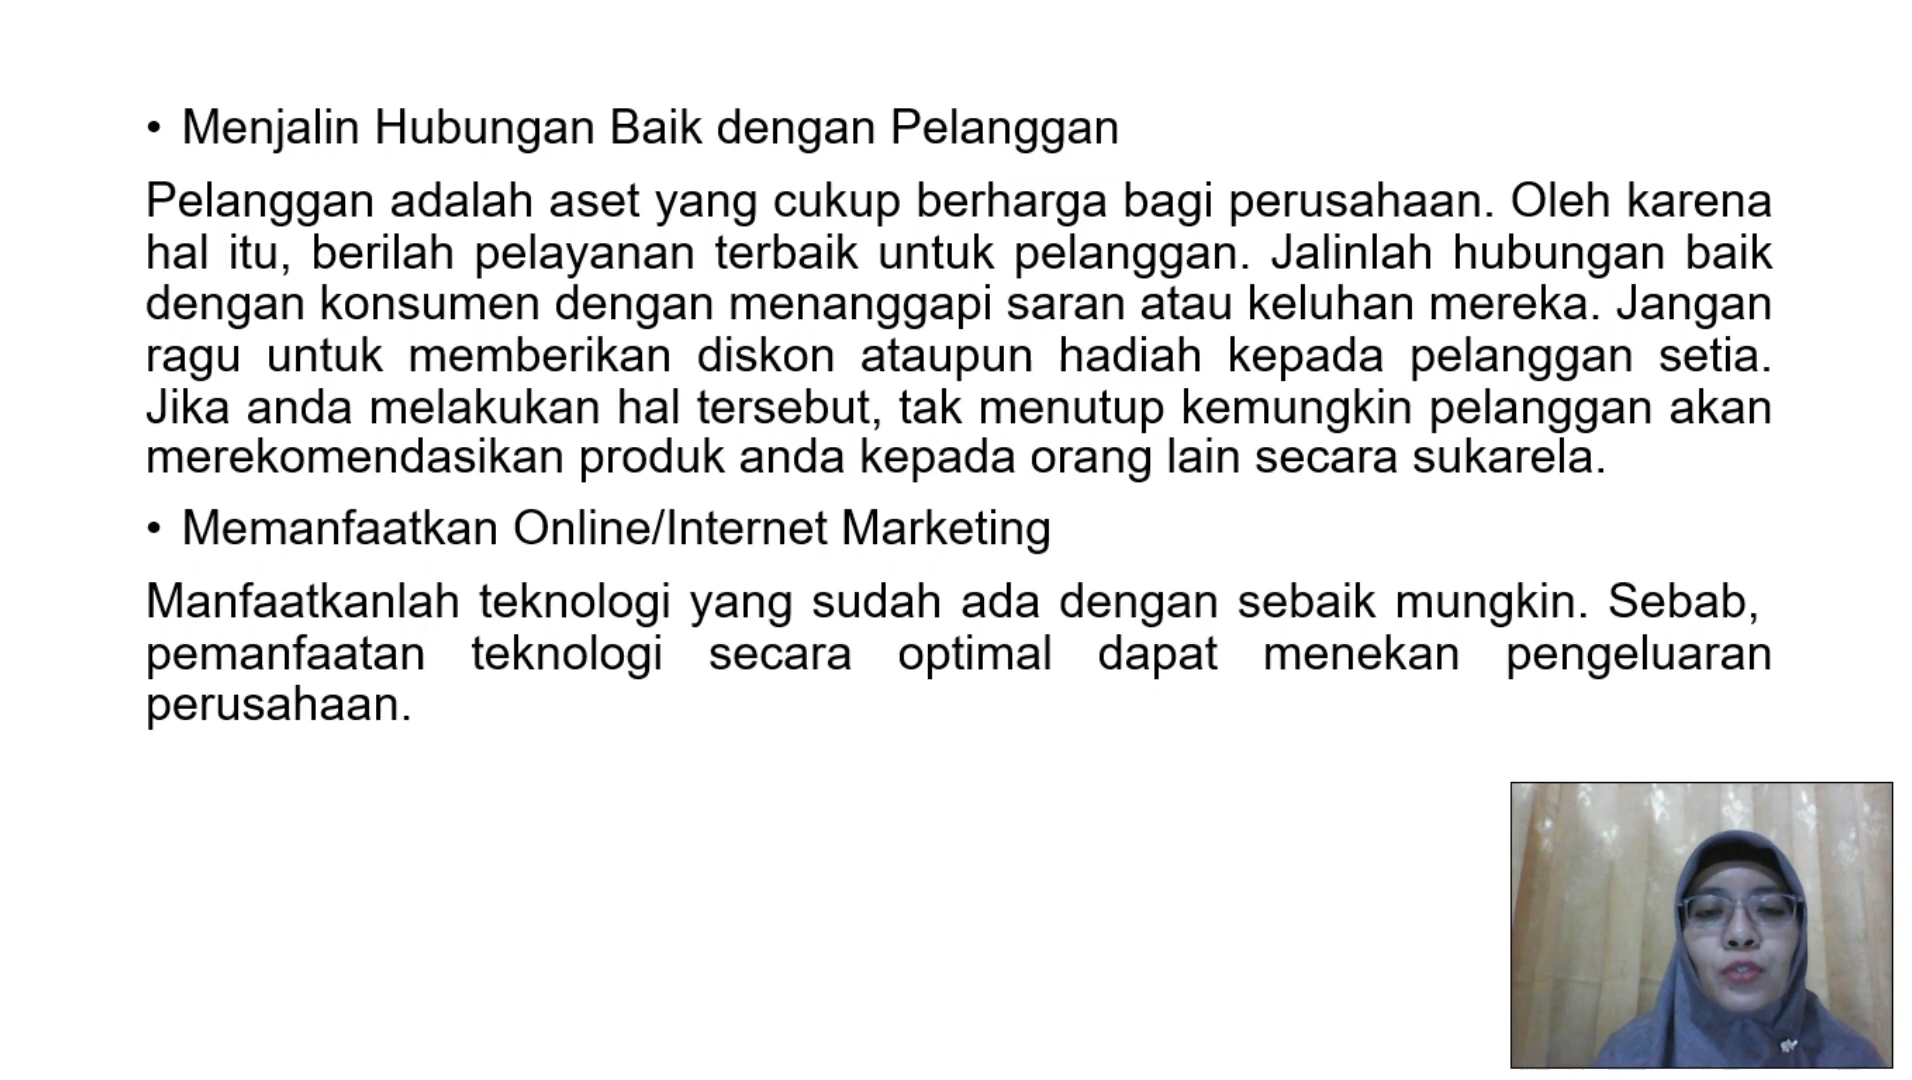 • Menjalin Hubungan Baik dengan Pelanggan
Pelanggan adalah aset yang cukup berharga bagi perusahaan. Oleh karena
hal itu, berilah pelayanan terbaik untuk pelanggan. Jalinlah hubungan baik
dengan konsumen dengan menanggapi saran atau keluhan mereka. Jangan
ragu untuk memberikan diskon ataupun hadiah kepada pelanggan setia.
Jika anda melakukan hal tersebut, tak menutup kemungkin pelanggan akan
merekomendasikan produk anda kepada orang lain secara sukarela.
• Memanfaatkan Online/Internet Marketing
Manfaatkanlah teknologi yang sudah ada dengan sebaik mungkin. Sebab,
pemanfaatan teknologi secara optimal dapat menekan pengeluaran
perusahaan.